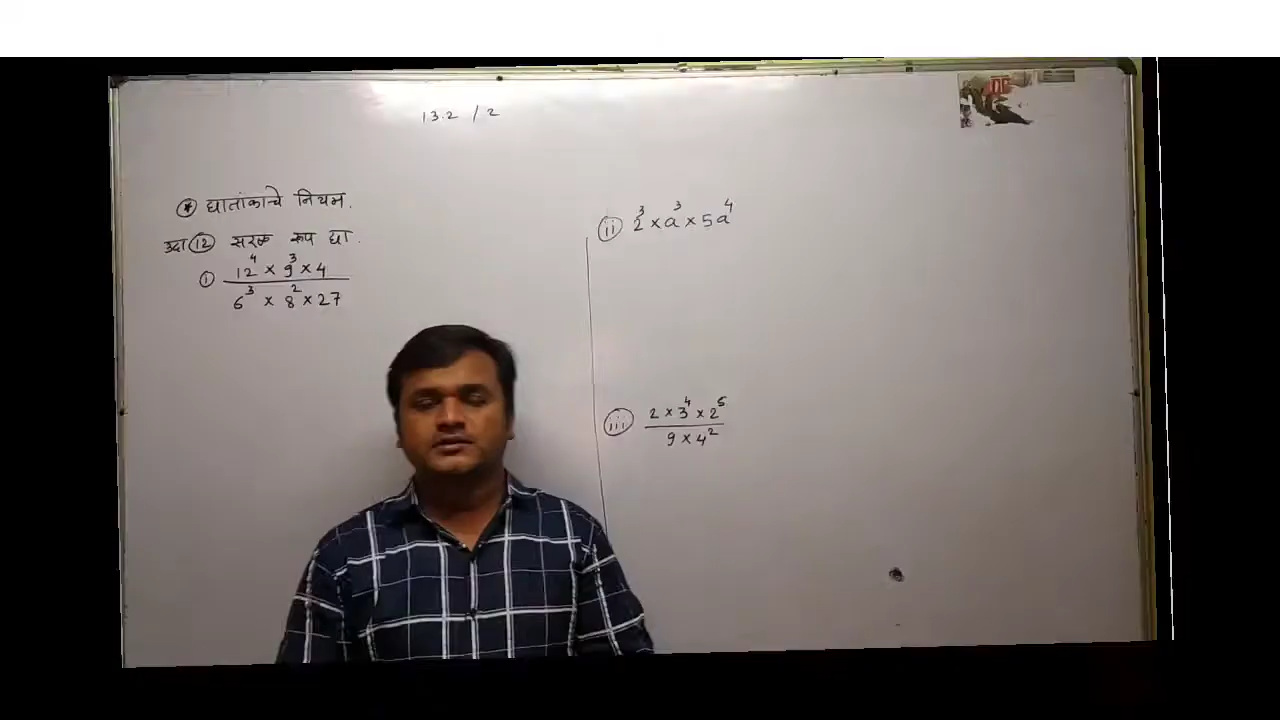 13.2 / 2
* घातांकाचे नियम.
उदा 12 सरळ रूप द्या.
i 12⁴ × 9³ × 4
6³ × 8² × 27
ii 2³ × a³ × 5a⁴
iii 2 × 3⁴ × 2⁵
9 × 4²